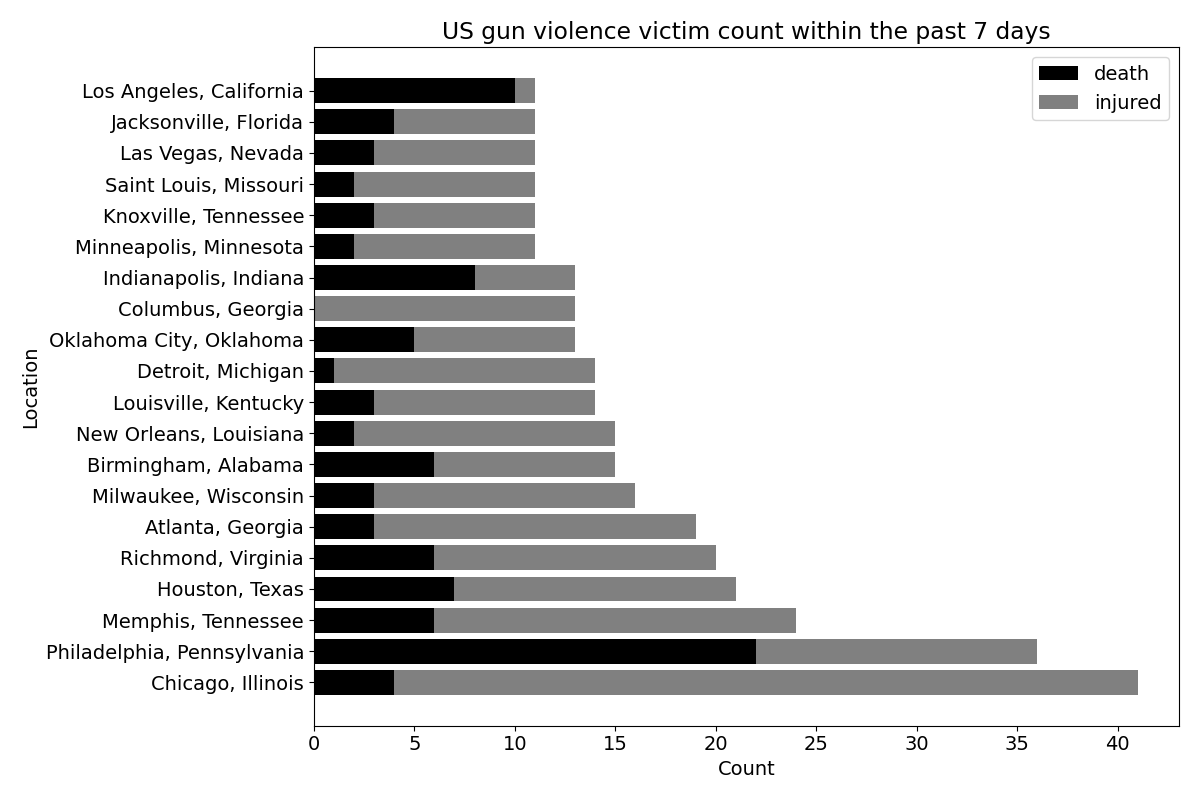 US gun violence victim count within the past 7 days
death
injured
Los Angeles, California
Jacksonville, Florida
Las Vegas, Nevada
Saint Louis, Missouri
Knoxville, Tennessee
Minneapolis, Minnesota
Indianapolis, Indiana
Columbus, Georgia
Oklahoma City, Oklahoma
Detroit, Michigan
Louisville, Kentucky
New Orleans, Louisiana
Birmingham, Alabama
Milwaukee, Wisconsin
Atlanta, Georgia
Richmond, Virginia
Houston, Texas
Memphis, Tennessee
Philadelphia, Pennsylvania
Chicago, Illinois
Location
0 5 10 15 20 25 30 35 40
Count